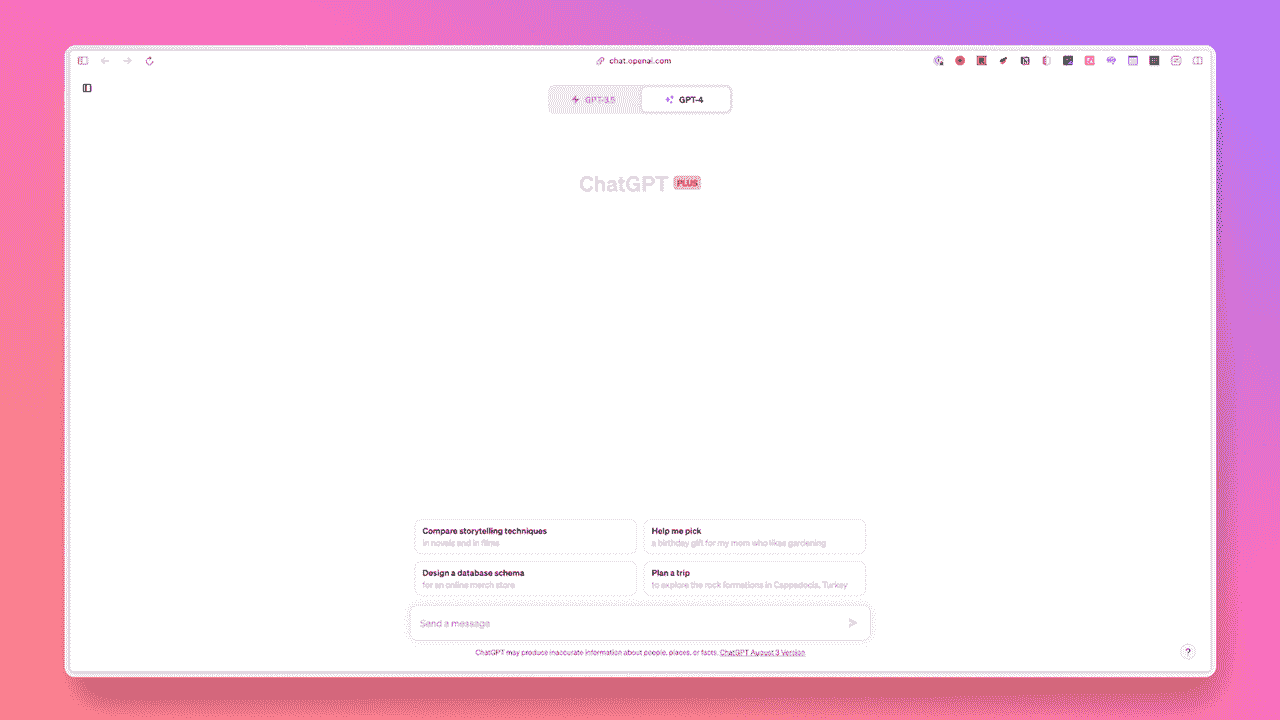 chat.openai.com
GPT-3.5
GPT-4
ChatGPT PLUS
Compare storytelling techniques
in novels and in films
Help me pick
a birthday gift for my mom who likes gardening
Design a database schema
for an online merch store
Plan a trip
to explore the rock formations in Cappadocia, Turkey
Send a message
ChatGPT may produce inaccurate information about people, places, or facts. ChatGPT August 3 Version
?